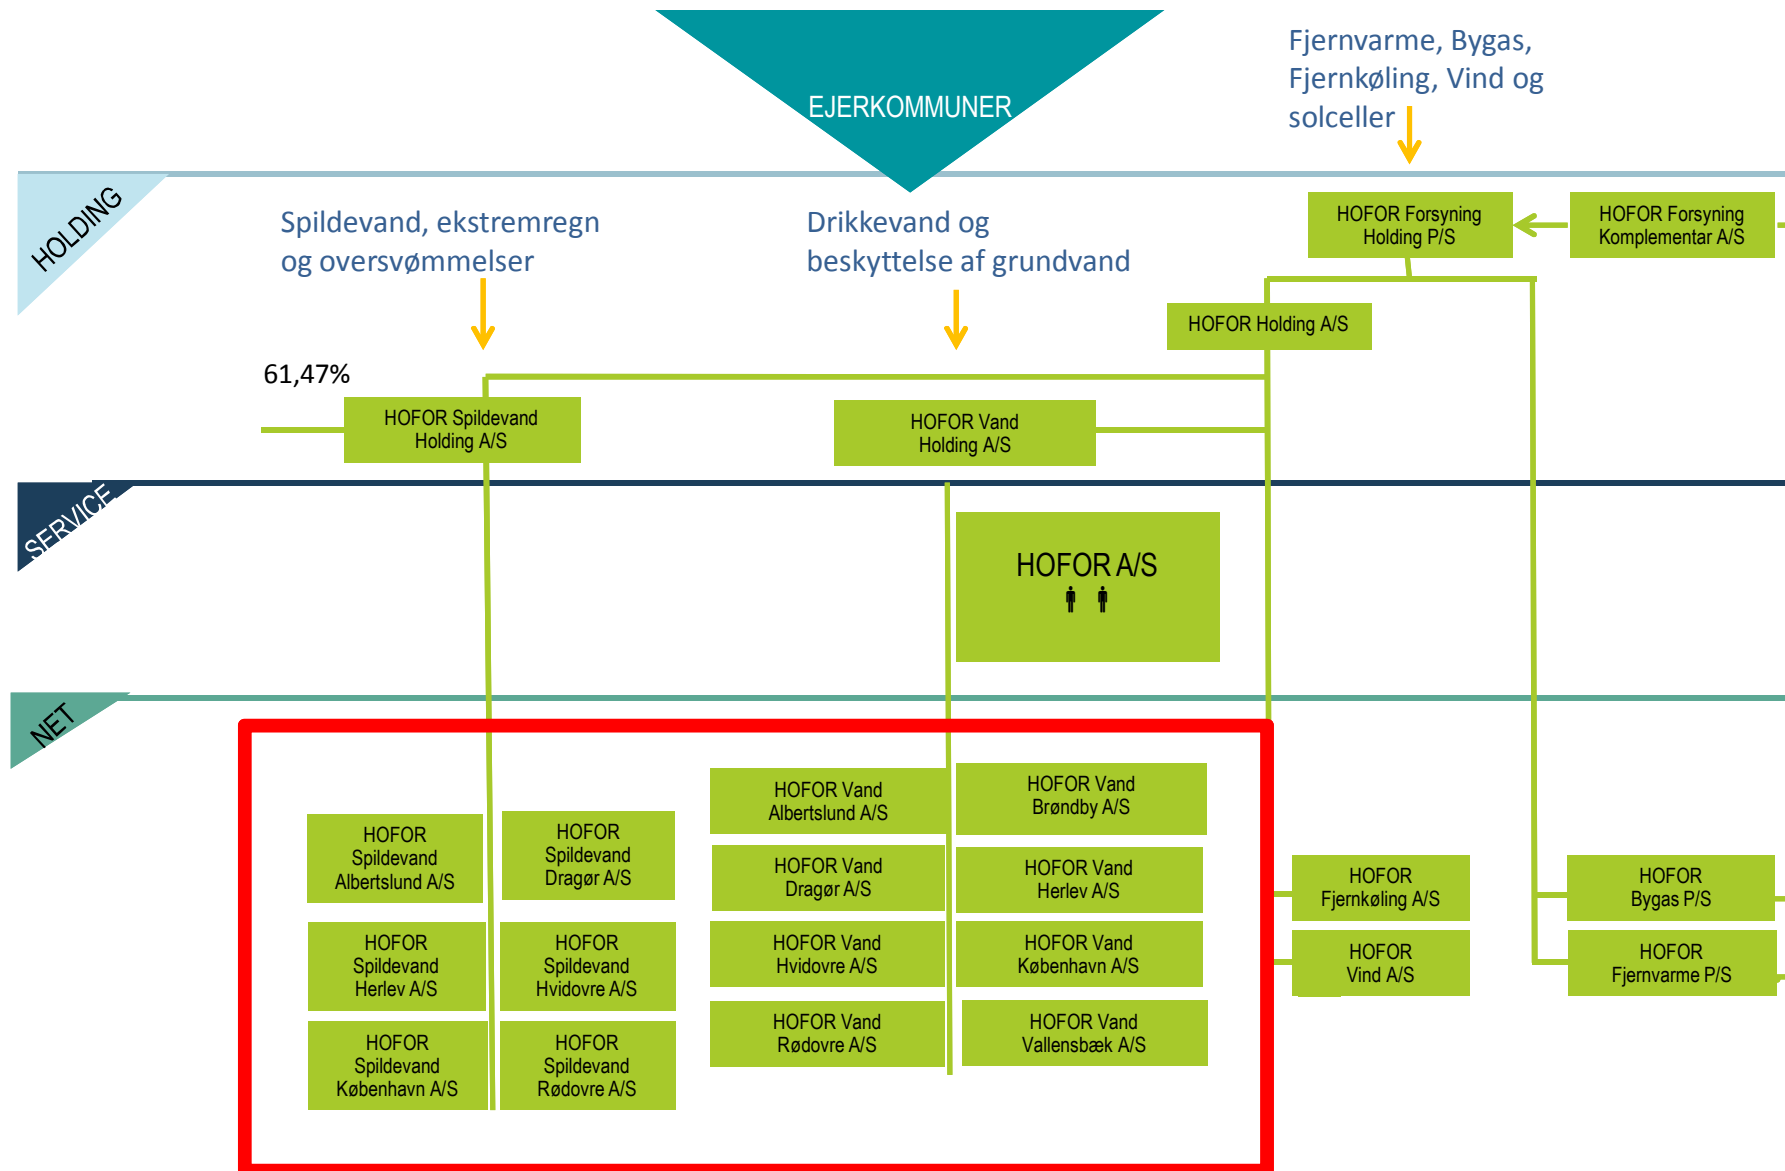 EJERKOMMUNER
Fjernvarme, Bygas,
Fjernkøling, Vind og
solceller
HOLDING
Spildevand, ekstremregn
og oversvømmelser
Drikkevand og
beskyttelse af grundvand
HOFOR Forsyning
Holding P/S
HOFOR Forsyning
Komplementar A/S
HOFOR Holding A/S
61,47%
HOFOR Spildevand
Holding A/S
HOFOR Vand
Holding A/S
SERVICE
HOFOR A/S
NET
HOFOR
Spildevand
Albertslund A/S
HOFOR
Spildevand
Dragør A/S
HOFOR
Spildevand
Herlev A/S
HOFOR
Spildevand
Hvidovre A/S
HOFOR
Spildevand
København A/S
HOFOR
Spildevand
Rødovre A/S
HOFOR Vand
Albertslund A/S
HOFOR Vand
Brøndby A/S
HOFOR Vand
Dragør A/S
HOFOR Vand
Herlev A/S
HOFOR Vand
Hvidovre A/S
HOFOR Vand
København A/S
HOFOR Vand
Rødovre A/S
HOFOR Vand
Vallensbæk A/S
HOFOR
Fjernkøling A/S
HOFOR
Vind A/S
HOFOR
Bygas P/S
HOFOR
Fjernvarme P/S